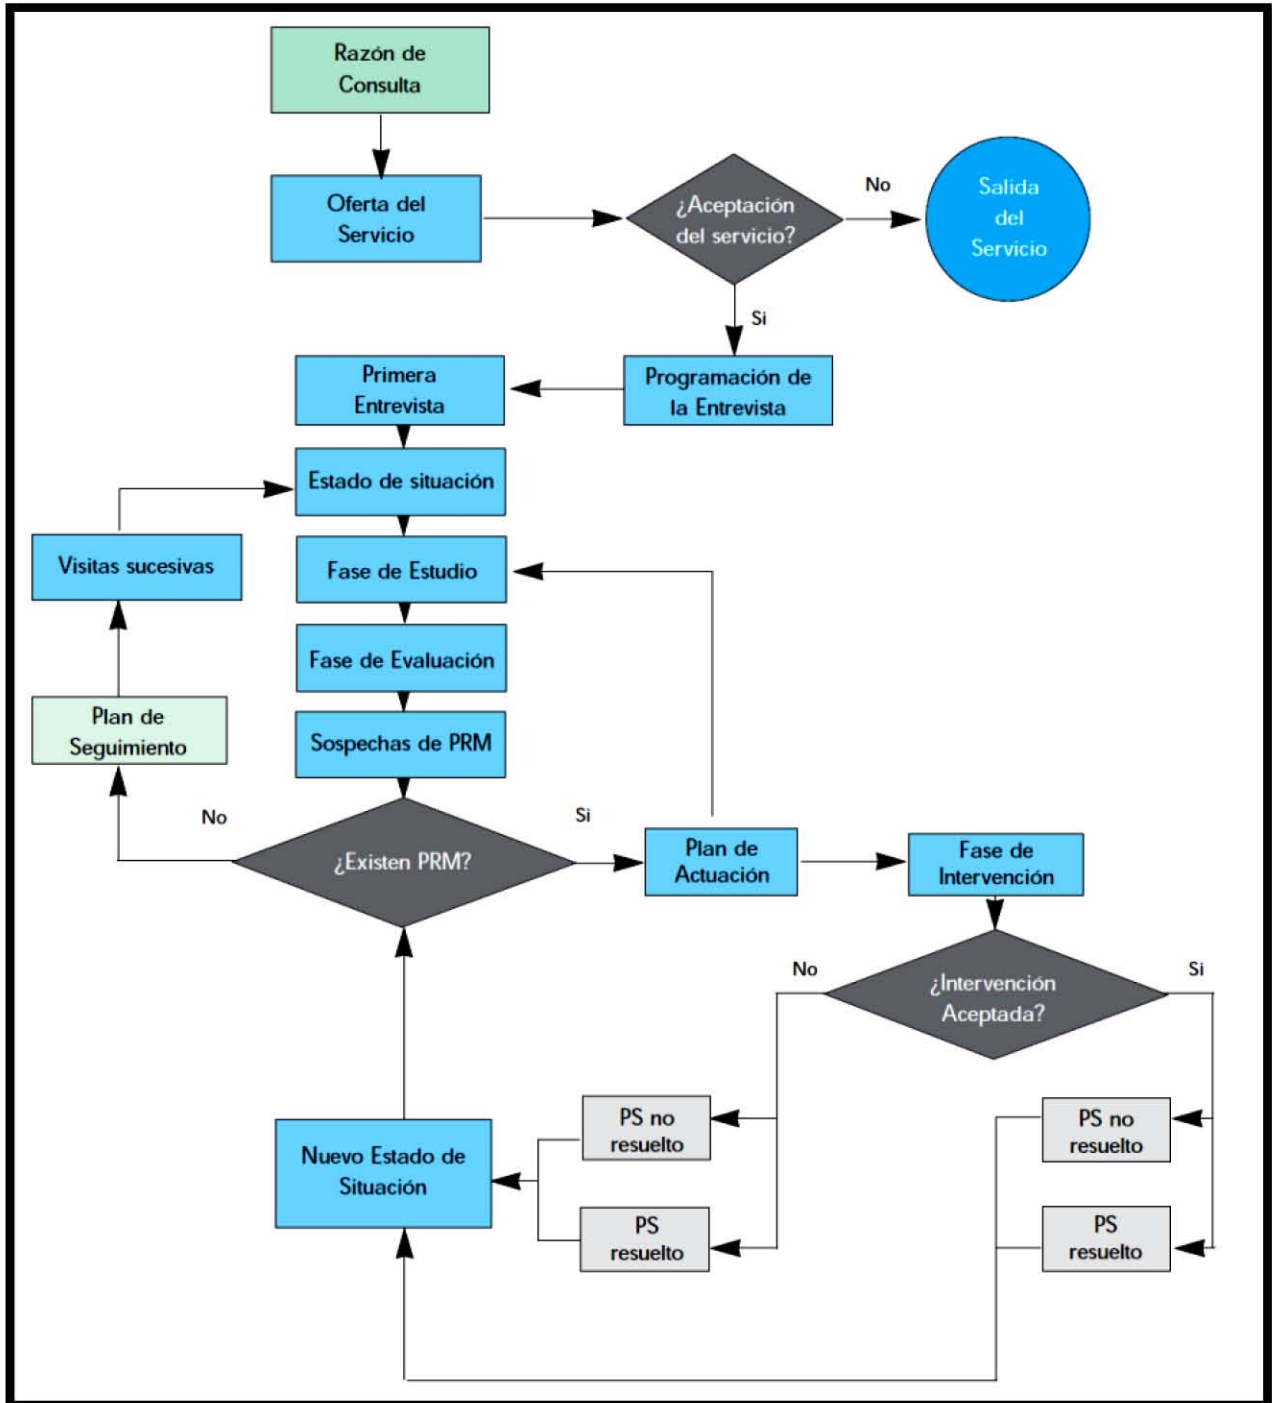 Razón de
Consulta
Oferta del
Servicio
¿Aceptación
del servicio?
No
Salida
del
Servicio
Si
Primera
Entrevista
Programación de
la Entrevista
Estado de situación
Visitas sucesivas
Fase de Estudio
Fase de Evaluación
Plan de
Seguimiento
Sospechas de PRM
No
¿Existen PRM?
Si
Plan de
Actuación
Fase de
Intervención
No
¿Intervención
Aceptada?
Si
Nuevo Estado de
Situación
PS no
resuelto
PS
resuelto
PS no
resuelto
PS
resuelto